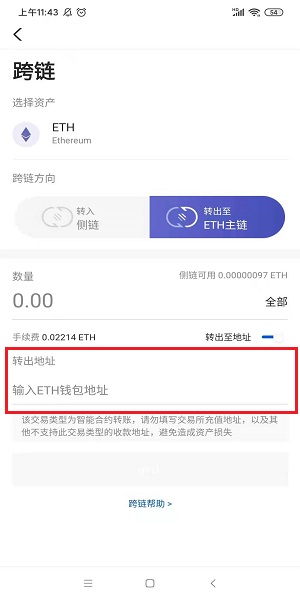 上午11:43
HD 54
跨链
选择资产
ETH
Ethereum
跨链方向
转入
侧链
转出至
ETH主链
数量
侧链可用 0.00000097 ETH
0.00
全部
手续费 0.02214 ETH
转出至地址
转出地址
输入ETH钱包地址
该交易类型为智能合约转账，请勿填写交易所充值地址，以及其
他不支持此交易类型的收款地址，避免造成资产损失
跨链帮助 >